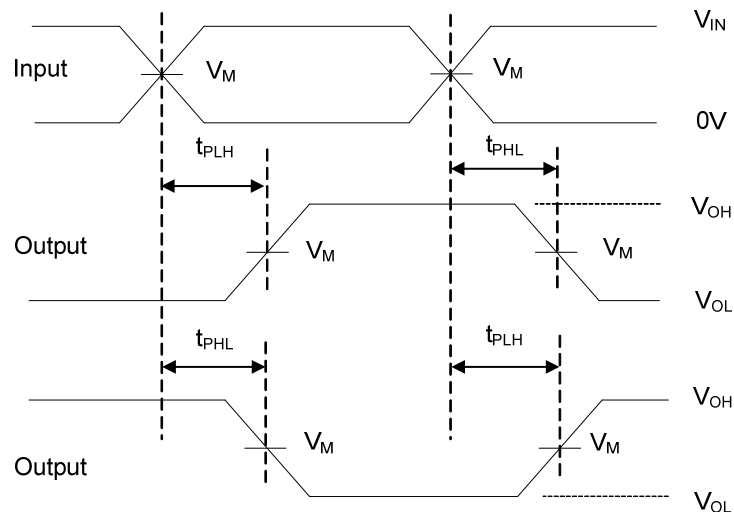 V_IN
Input V_M V_M
0V
t_PLH t_PHL
V_OH
Output V_M V_M
V_OL
t_PHL t_PLH
V_OH
V_M V_M
Output
V_OL